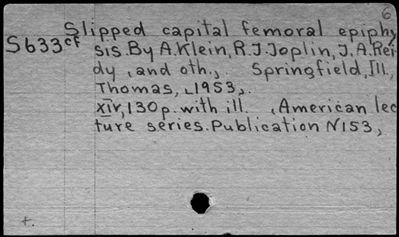 6
Slipped capital femoral epiphy
S633cf sis. By A. Klein, R.J. Joplin, J.A. Rei
dy, and oth., Springfield, Ill.,
Thomas, [1953].
XIV, 130 p. with ill. (American lec
ture series. Publication N153,
+.